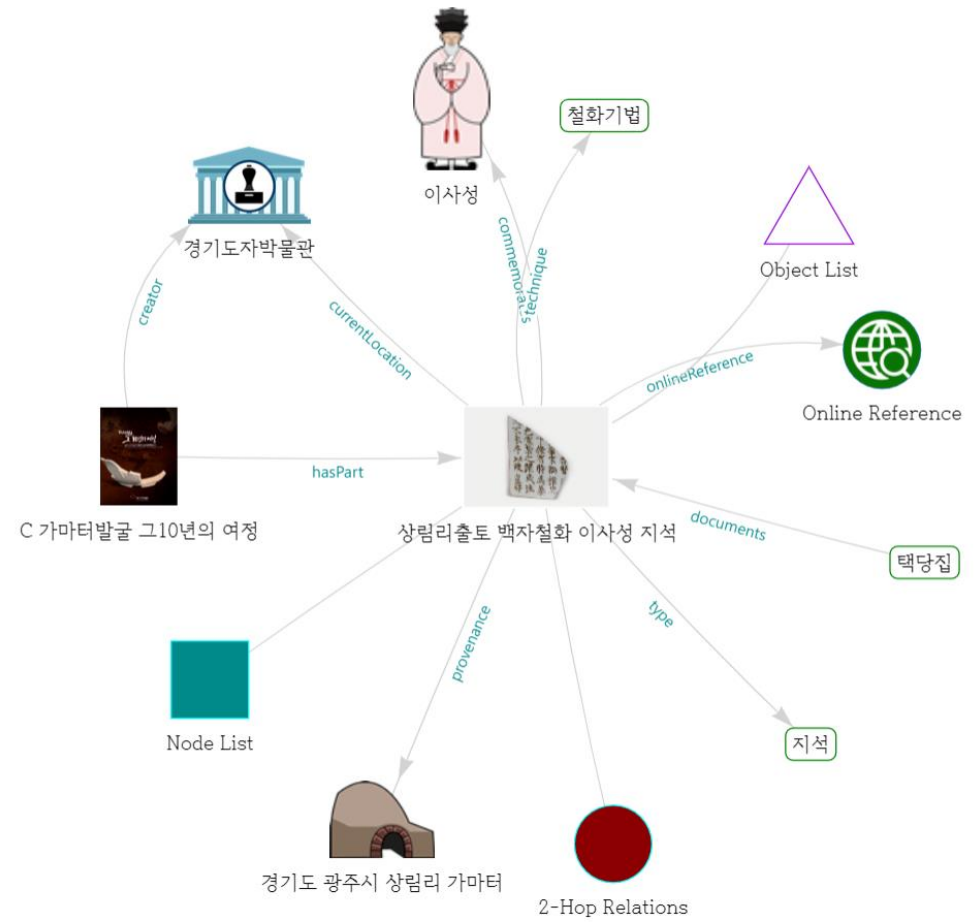 이사성
철화기법
경기도자박물관
commemorates
technique
Object List
creator
currentLocation
onlineReference
Online Reference
hasPart
C 가마터발굴 그10년의 여정
상림리출토 백자철화 이사성 지석
documents
택당집
provenance
type
Node List
지석
경기도 광주시 상림리 가마터
2-Hop Relations